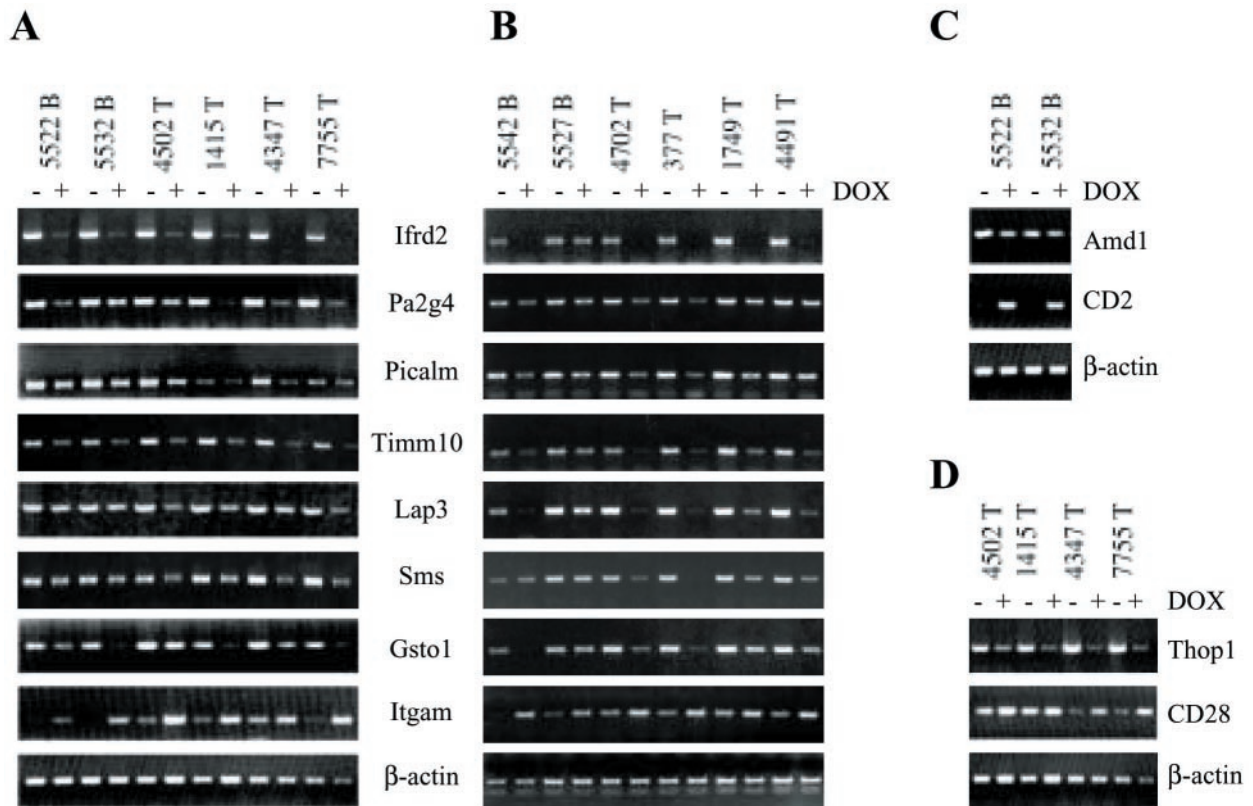 A
5522 B
5532 B
4502 T
1415 T
4347 T
7755 T
- + - + - + - + - + - +
B
5542 B
5527 B
4702 T
377 T
1749 T
4491 T
- + - + - + - + - + - + DOX
Ifrd2
Pa2g4
Picalm
Timm10
Lap3
Sms
Gsto1
Itgam
β-actin
C
5522 B
5532 B
- + - + DOX
Amd1
CD2
β-actin
D
4502 T
1415 T
4347 T
7755 T
- + - + - + - + DOX
Thop1
CD28
β-actin